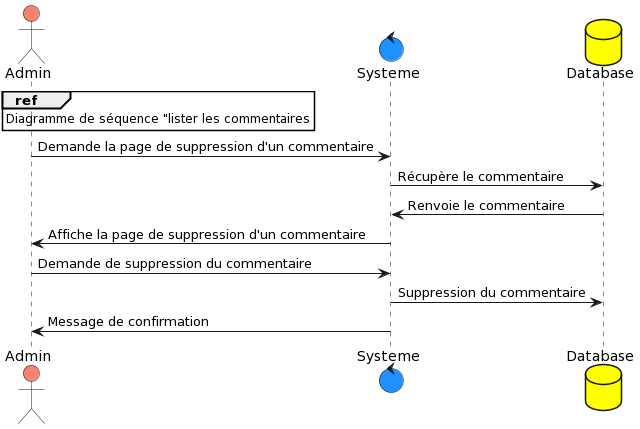 Admin
Systeme
Database
ref
Diagramme de séquence "lister les commentaires
Demande la page de suppression d'un commentaire
Récupère le commentaire
Renvoie le commentaire
Affiche la page de suppression d'un commentaire
Demande de suppression du commentaire
Suppression du commentaire
Message de confirmation
Admin
Systeme
Database